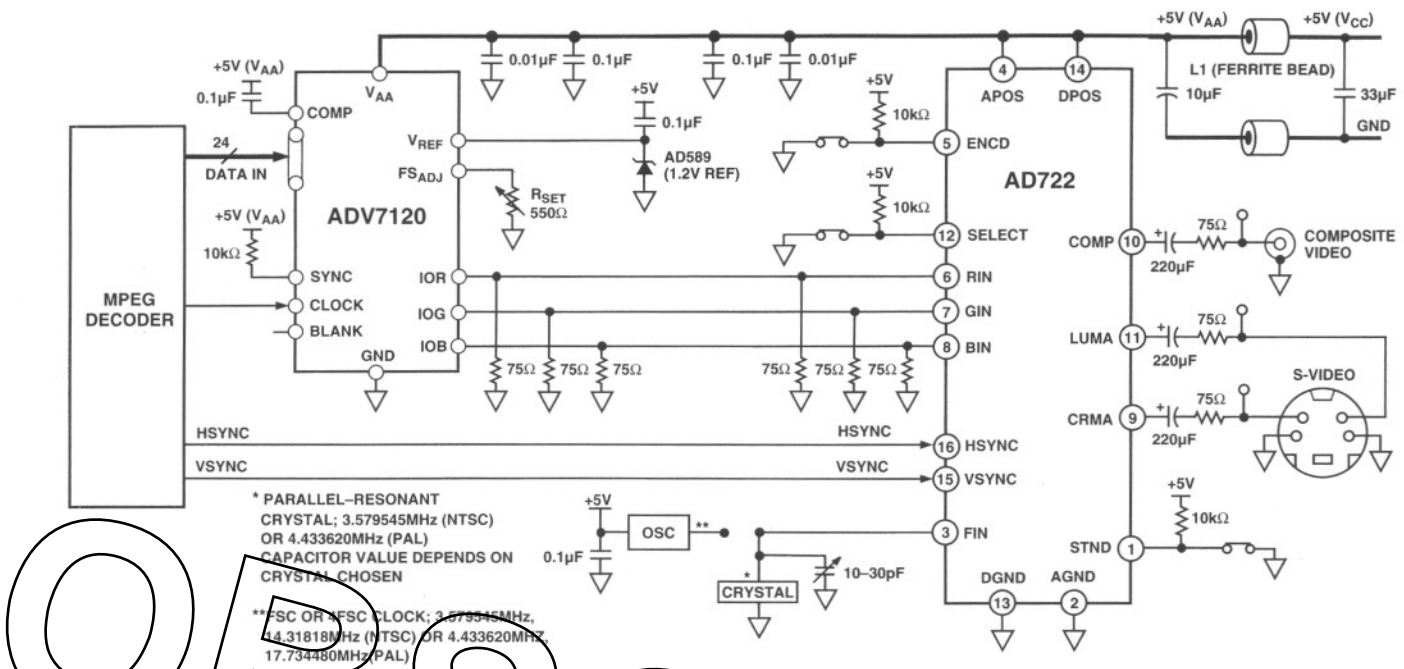 +5V (VAA)
+5V (VCC)
0.01µF
0.1µF
0.1µF
0.01µF
L1 (FERRITE BEAD)
10µF
33µF
GND
+5V (VAA)
0.1µF
COMP
VAA
24
DATA IN
VREF
FSADJ
ADV7120
RSET
550Ω
+5V
0.1µF
AD589
(1.2V REF)
+5V (VAA)
10kΩ
SYNC
CLOCK
BLANK
GND
IOR
IOG
IOB
MPEG
DECODER
75Ω
75Ω
75Ω
75Ω
75Ω
75Ω
+5V
10kΩ
+5V
10kΩ
4
APOS
14
DPOS
5
ENCD
AD722
12
SELECT
6
RIN
7
GIN
8
BIN
COMP
10
+
220µF
75Ω
COMPOSITE
VIDEO
LUMA
11
+
220µF
75Ω
S-VIDEO
CRMA
9
+
220µF
75Ω
HSYNC
HSYNC
16
HSYNC
VSYNC
VSYNC
15
VSYNC
+5V
OSC
**
0.1µF
3
FIN
*
CRYSTAL
10–30pF
STND
1
+5V
10kΩ
DGND
13
AGND
2
* PARALLEL–RESONANT
CRYSTAL; 3.579545MHz (NTSC)
OR 4.433620MHz (PAL)
CAPACITOR VALUE DEPENDS ON
CRYSTAL CHOSEN
**FSC OR 4FSC CLOCK; 3.579545MHz,
14.31818MHz (NTSC) OR 4.433620MHZ,
17.734480MHz(PAL)